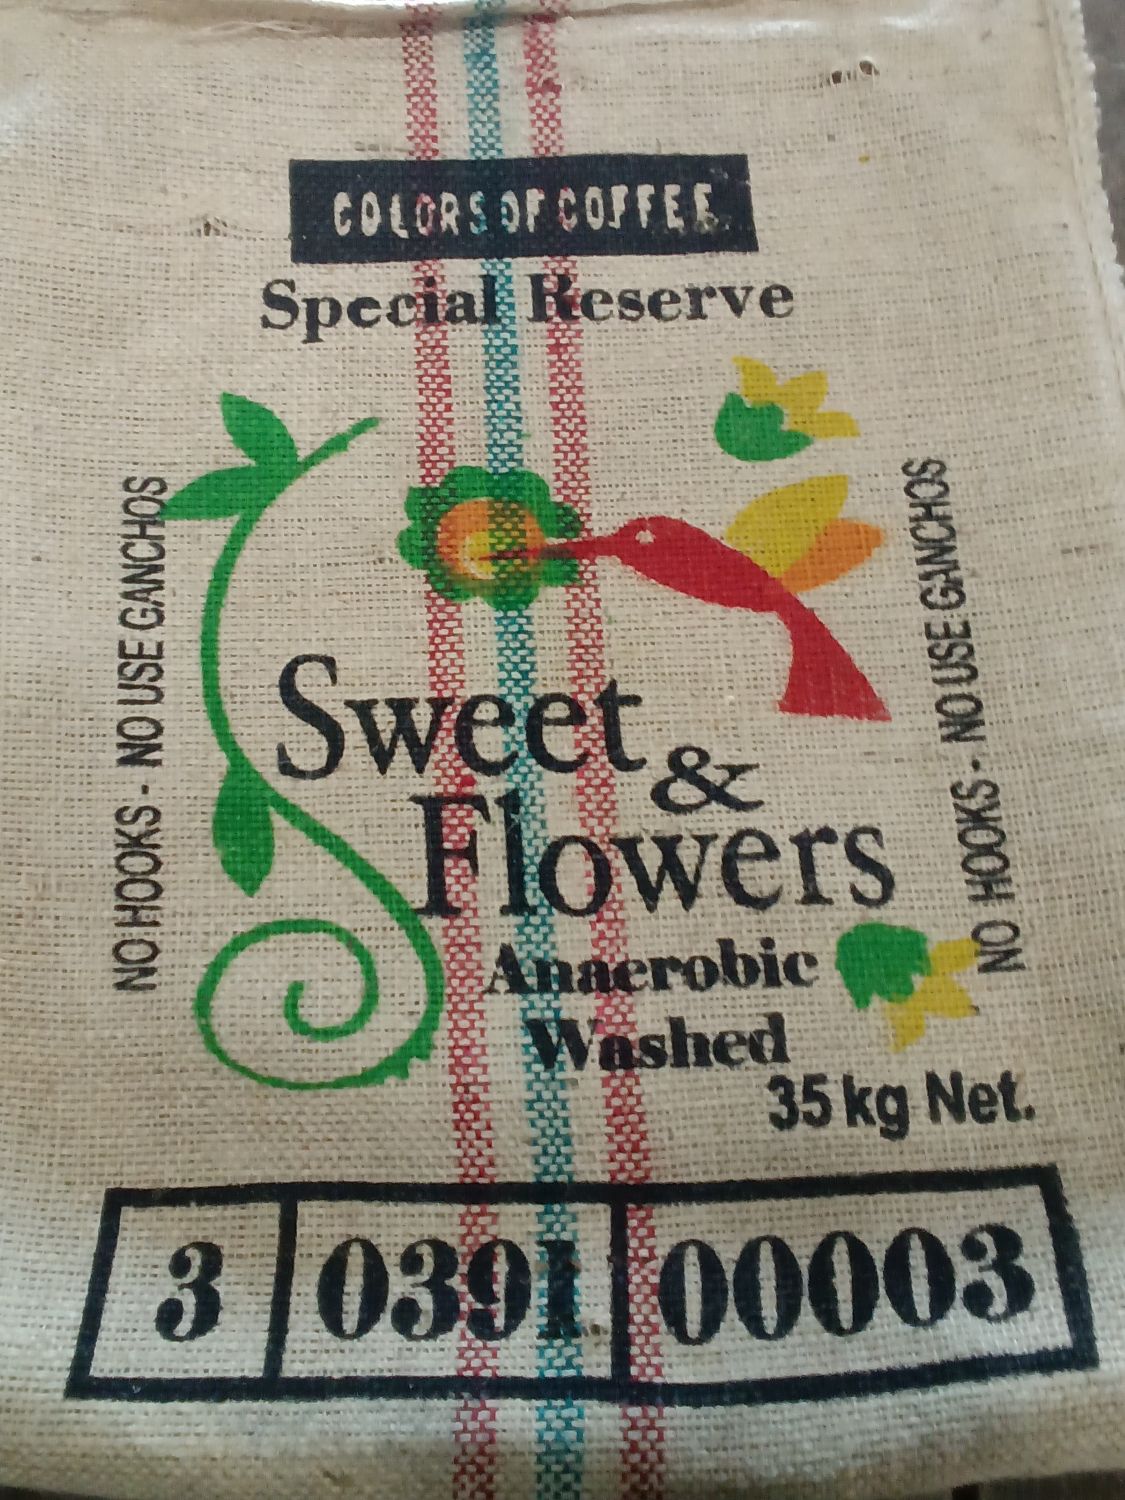 COLORS OF COFFEE
Special Reserve
NO HOOKS - NO USE GANCHOS
NO HOOKS - NO USE GANCHOS
Sweet
&
Flowers
Anaerobic
Washed
35 kg Net.
3 0391 00003